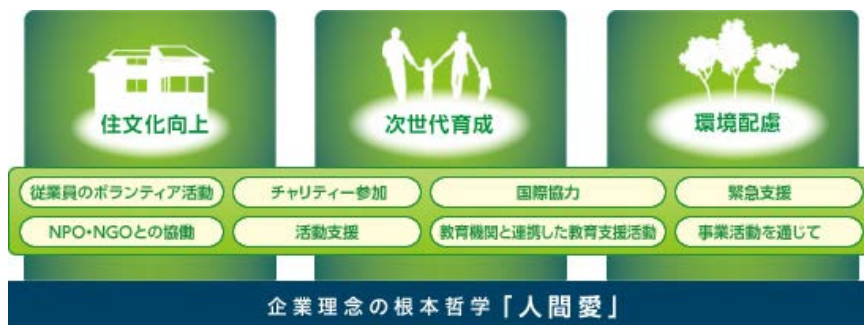 住文化向上
次世代育成
環境配慮
従業員のボランティア活動
チャリティー参加
国際協力
緊急支援
NPO・NGOとの協働
活動支援
教育機関と連携した教育支援活動
事業活動を通じて
企業理念の根本哲学「人間愛」